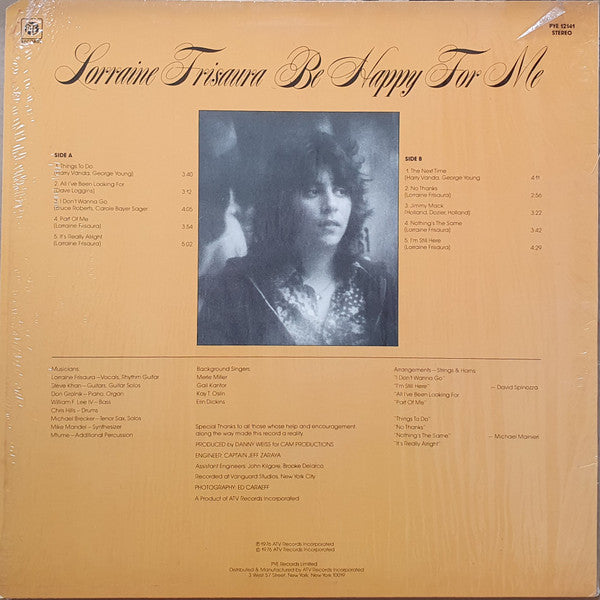 PYE
PYE 12141
STEREO
Lorraine Frisaura Be Happy For Me
SIDE A
1. Things To Do
(Harry Vanda, George Young) 3:40
2. All I've Been Looking For
(Dave Loggins) 3:12
3. I Don't Wanna Go
(Bruce Roberts, Carole Bayer Sager) 4:05
4. Part Of Me
(Lorraine Frisaura) 3:54
5. It's Really Alright
(Lorraine Frisaura) 5:02
SIDE B
1. The Next Time
(Harry Vanda, George Young) 4:11
2. No Thanks
(Lorraine Frisaura) 2:56
3. Jimmy Mack
(Holland, Dozier, Holland) 3:22
4. Nothing's The Same
(Lorraine Frisaura) 3:42
5. I'm Still Here
(Lorraine Frisaura) 4:29
Musicians
Lorraine Frisaura—Vocals, Rhythm Guitar
Steve Khan—Guitars, Guitar Solos
Don Grolnik—Piano, Organ
William F. Lee IV—Bass
Chris Hills—Drums
Michael Brecker—Tenor Sax, Solos
Mike Mandel—Synthesizer
Mtume—Additional Percussion
Background Singers
Merle Miller
Gail Kantor
Kay T. Oslin
Erin Dickins
Special Thanks to all those whose help and encouragement
along the way made this record a reality.
PRODUCED by DANNY WEISS for CAM PRODUCTIONS
ENGINEER: CAPTAIN JEFF ZARAYA
Assistant Engineers: John Kilgore, Brooke Delarco
Recorded at Vanguard Studios, New York City
PHOTOGRAPHY: ED CARAEFF
A Product of ATV Records Incorporated
Arrangements—Strings & Horns
"I Don't Wanna Go"
"I'm Still Here" — David Spinozza
"All I've Been Looking For"
"Part Of Me"
"Things To Do"
"No Thanks"
"Nothing's The Same" — Michael Mainieri
"It's Really Alright"
Ⓟ 1976 ATV Records Incorporated
© 1976 ATV Records Incorporated
PYE Records Limited
Distributed & Manufactured by ATV Records Incorporated
3 West 57 Street, New York, New York 10019